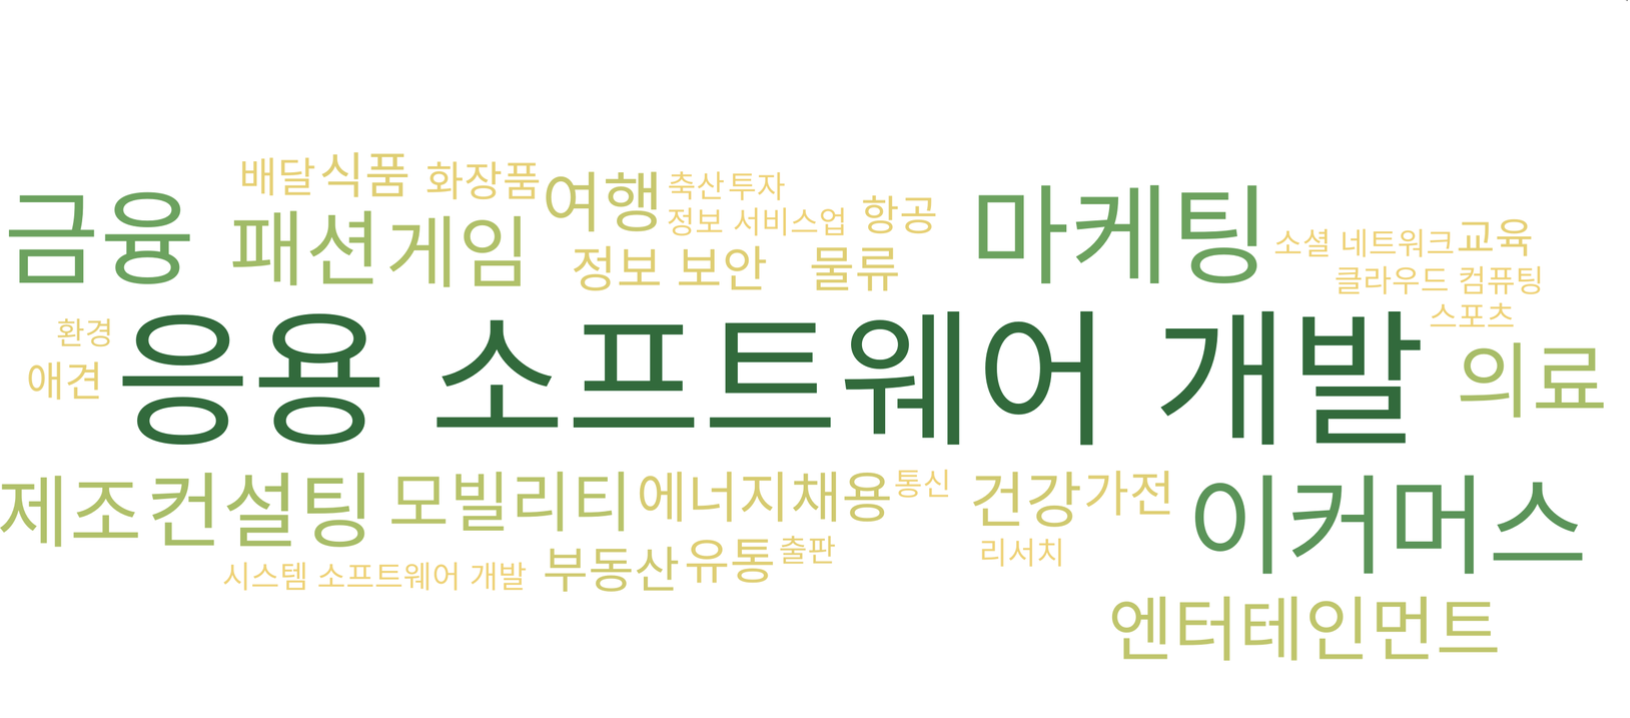 배달 식품 화장품 여행 축산 투자
금융 패션 게임 정보 서비스업 항공 마케팅 소셜 네트워크 교육
정보 보안 물류 클라우드 컴퓨팅
스포츠
환경
애견 응용 소프트웨어 개발 의료
제조 컨설팅 모빌리티 에너지 채용 통신 건강 가전 이커머스
시스템 소프트웨어 개발 부동산 유통 출판 리서치
엔터테인먼트